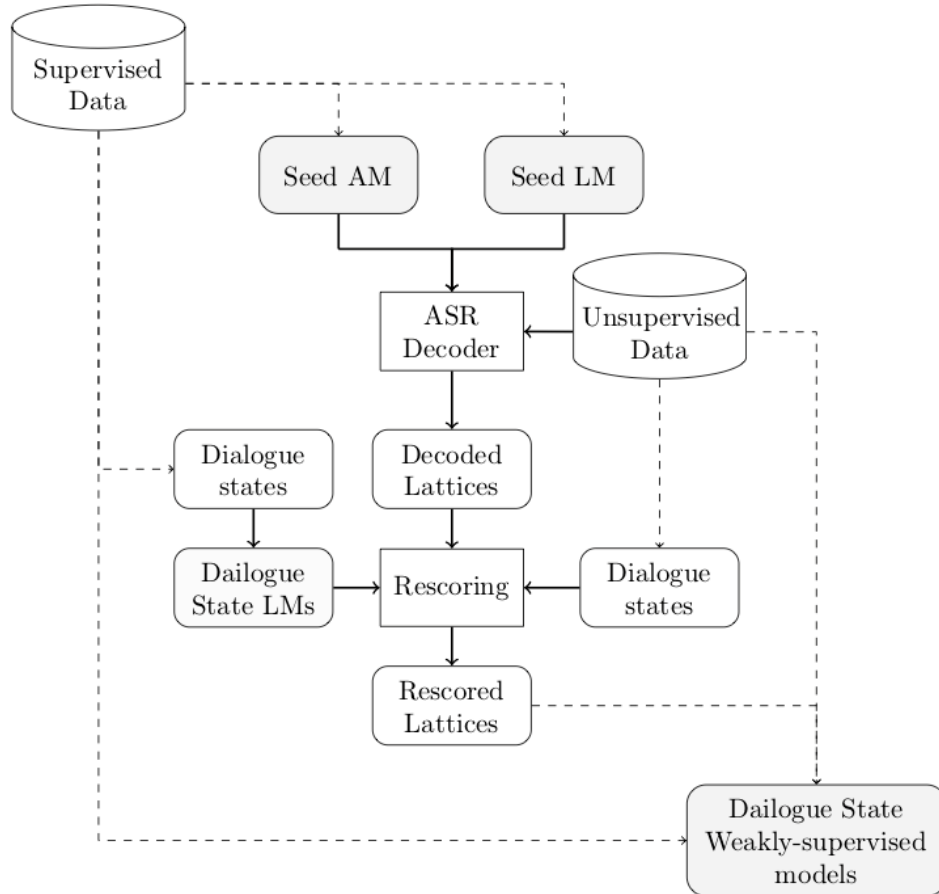 Supervised
Data
Seed AM
Seed LM
ASR
Decoder
Unsupervised
Data
Dialogue
states
Decoded
Lattices
Dailogue
State LMs
Rescoring
Dialogue
states
Rescored
Lattices
Dailogue State
Weakly-supervised
models